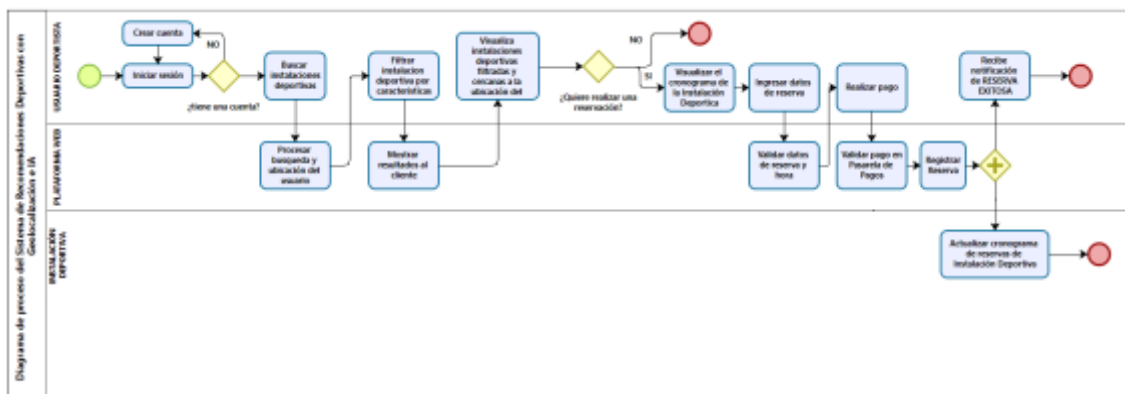 Diagrama de proceso del Sistema de Recomendaciones Deportivas con
Geolocalización e IA
USUARIO DEPORTISTA
Crear cuenta
NO
Iniciar sesión
¿tiene una cuenta?
Buscar
instalaciones
deportivas
Filtrar
instalacion
deportiva por
características
Visualiza
instalaciones
deportivas
filtradas y
cercanas a la
ubicación del
¿Quiere realizar una
reservación?
NO
SI
Visualizar el
cronograma de
la Instalación
Deportica
Ingresar datos
de reserva
Realizar pago
Recibe
notificación
de RESERVA
EXITOSA
PLATAFORMA WEB
Procesar
busqueda y
ubicación del
usuario
Mostrar
resultados al
cliente
Validar datos
de reserva y
hora
Validar pago en
Pasarela de
Pagos
Registrar
Reserva
INSTALACIÓN
DEPORTIVA
Actualizar cronograma
de reservas de
Instalación Deportiva